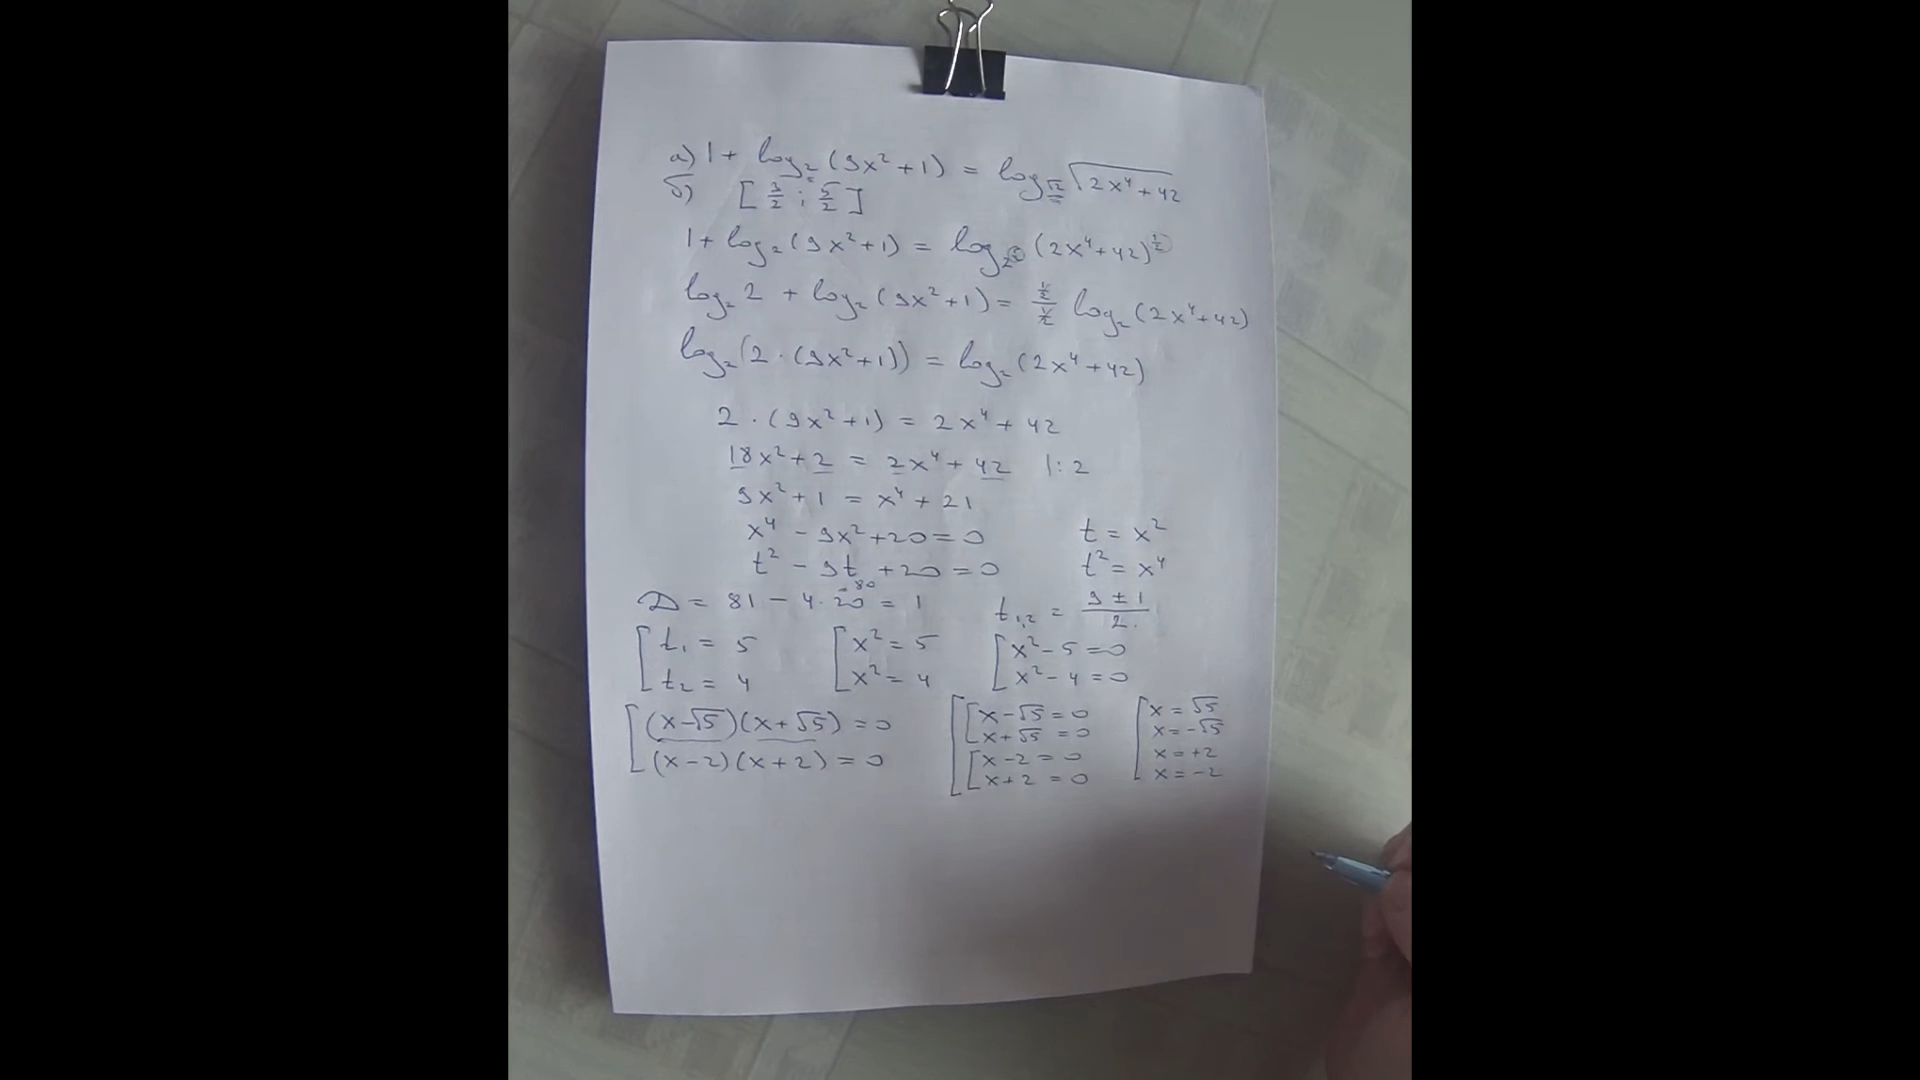 а) 1 + log₂ (9x² + 1) = log_√2 √(2x⁴ + 42)
б) [3/2 ; 5/2]
1 + log₂ (9x² + 1) = log_2^(1/2) (2x⁴ + 42)^(1/2)
log₂ 2 + log₂ (9x² + 1) = (1/2)/(1/2) log₂ (2x⁴ + 42)
log₂ (2 · (9x² + 1)) = log₂ (2x⁴ + 42)
2 · (9x² + 1) = 2x⁴ + 42
18x² + 2 = 2x⁴ + 42 |: 2
9x² + 1 = x⁴ + 21
x⁴ - 9x² + 20 = 0 t = x²
t² - 9t + 20 = 0 t² = x⁴
D = 81 - 4 · 20 = 1 t₁,₂ = (9 ± 1)/2
-80
[ t₁ = 5 [ x² = 5 [ x² - 5 = 0
t₂ = 4 x² = 4 x² - 4 = 0
[ (x - √5)(x + √5) = 0 [ [ x - √5 = 0 [ x = √5
x + √5 = 0 x = -√5
(x - 2)(x + 2) = 0 [ x - 2 = 0 x = +2
x + 2 = 0 x = -2